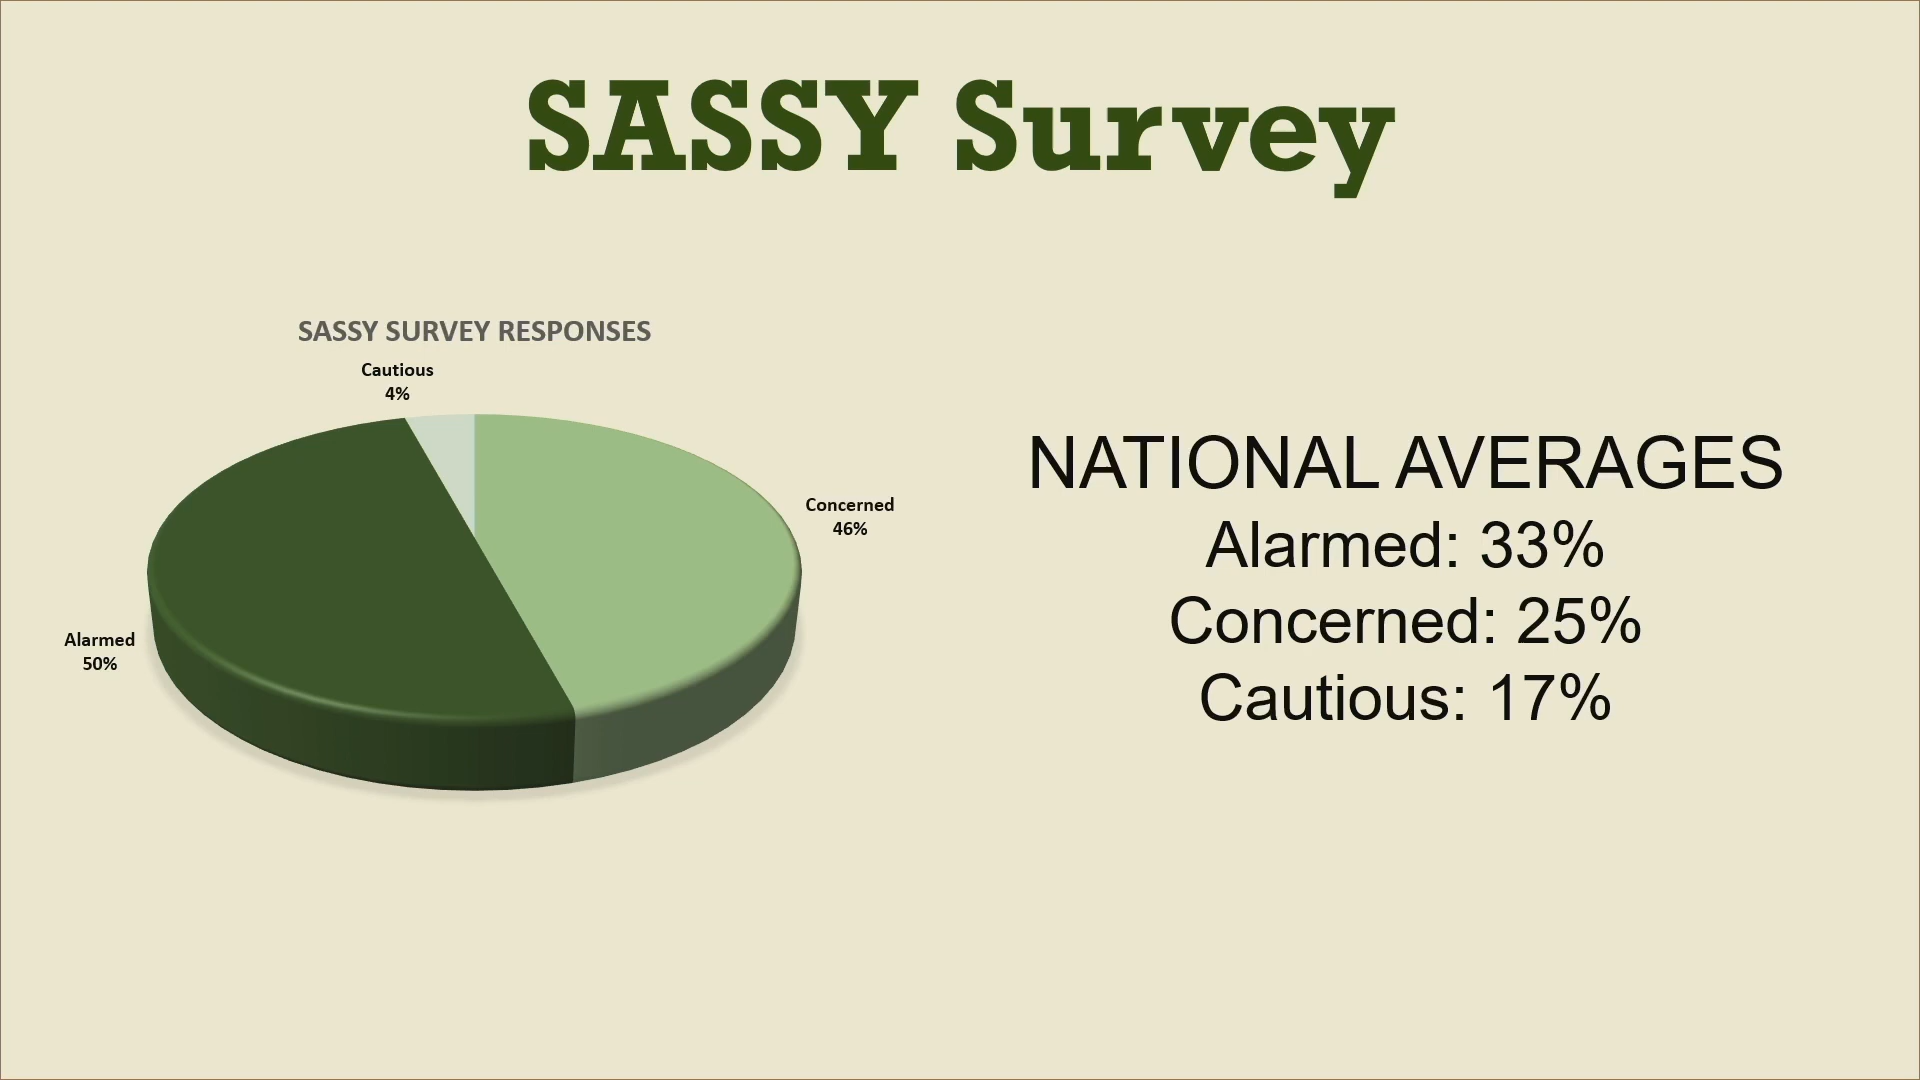 SASSY Survey
SASSY SURVEY RESPONSES
Cautious
4%
Concerned
46%
Alarmed
50%
NATIONAL AVERAGES
Alarmed: 33%
Concerned: 25%
Cautious: 17%